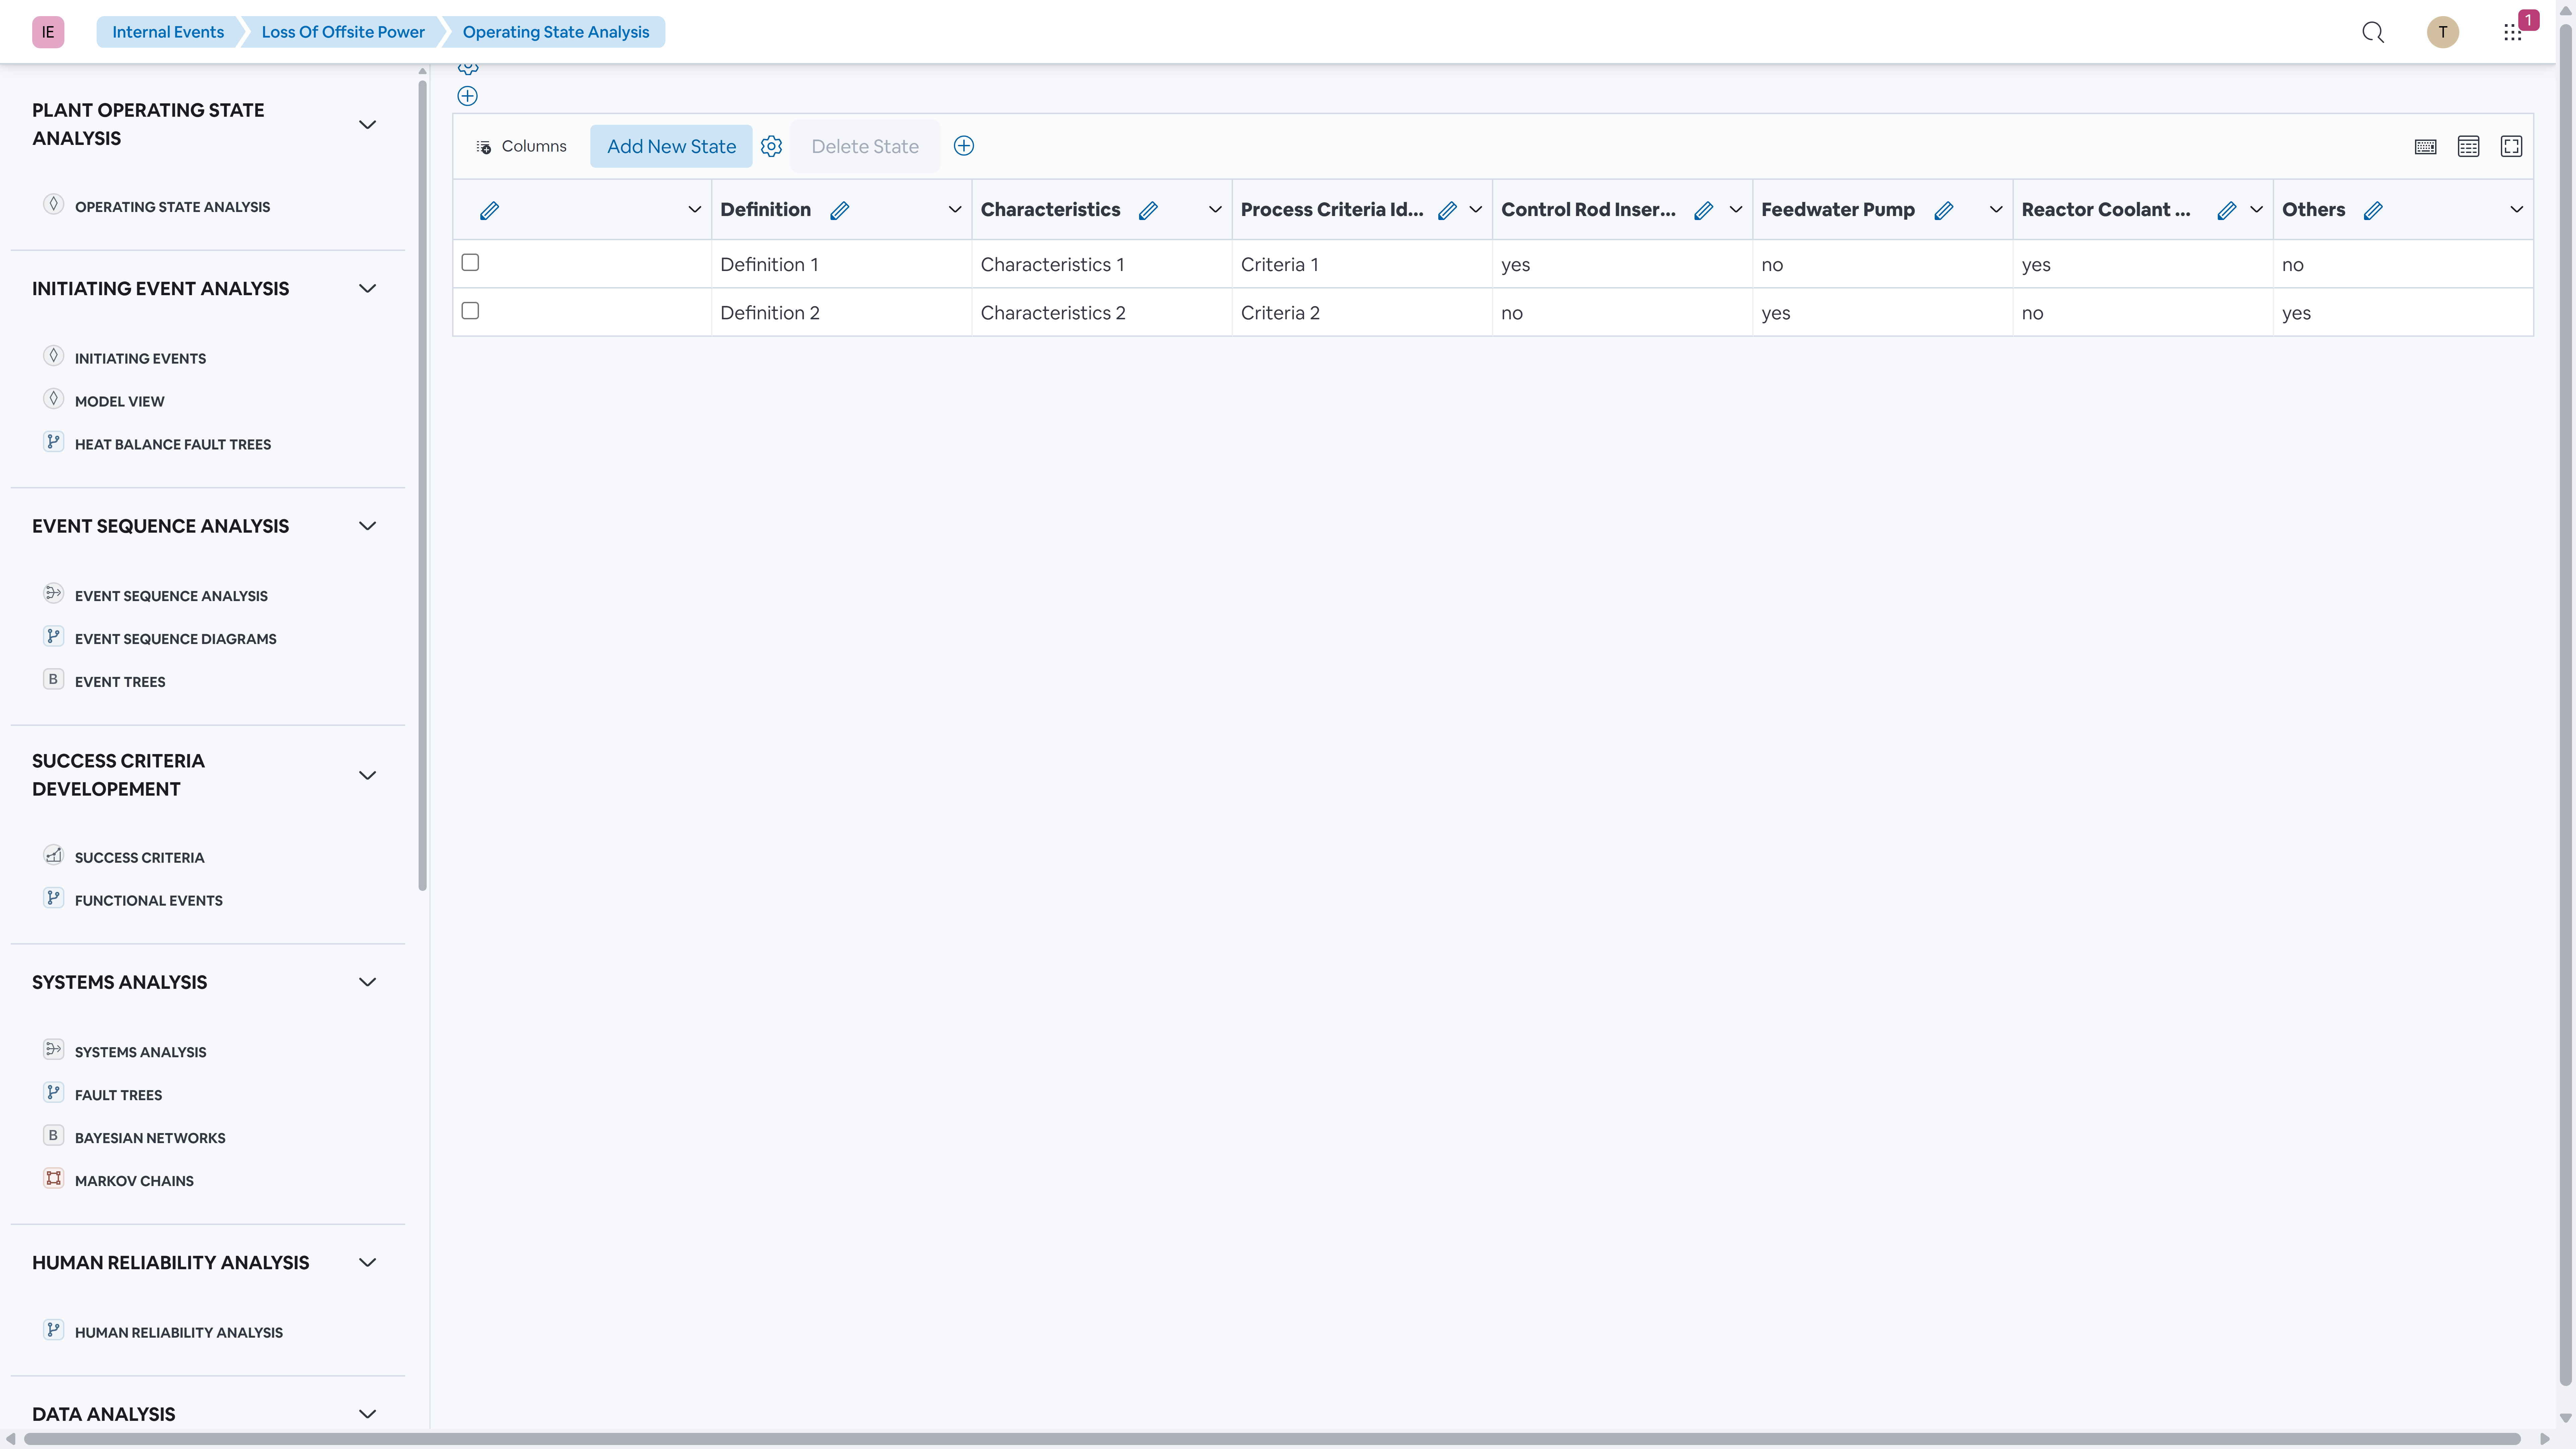 IE
Internal Events
Loss Of Offsite Power
Operating State Analysis
T
1
PLANT OPERATING STATE
ANALYSIS
OPERATING STATE ANALYSIS
INITIATING EVENT ANALYSIS
INITIATING EVENTS
MODEL VIEW
HEAT BALANCE FAULT TREES
EVENT SEQUENCE ANALYSIS
EVENT SEQUENCE ANALYSIS
EVENT SEQUENCE DIAGRAMS
B EVENT TREES
SUCCESS CRITERIA
DEVELOPEMENT
SUCCESS CRITERIA
FUNCTIONAL EVENTS
SYSTEMS ANALYSIS
SYSTEMS ANALYSIS
FAULT TREES
B BAYESIAN NETWORKS
MARKOV CHAINS
HUMAN RELIABILITY ANALYSIS
HUMAN RELIABILITY ANALYSIS
DATA ANALYSIS
Columns Add New State Delete State
Definition Characteristics Process Criteria Id... Control Rod Inser... Feedwater Pump Reactor Coolant ... Others
Definition 1 Characteristics 1 Criteria 1 yes no yes no
Definition 2 Characteristics 2 Criteria 2 no yes no yes